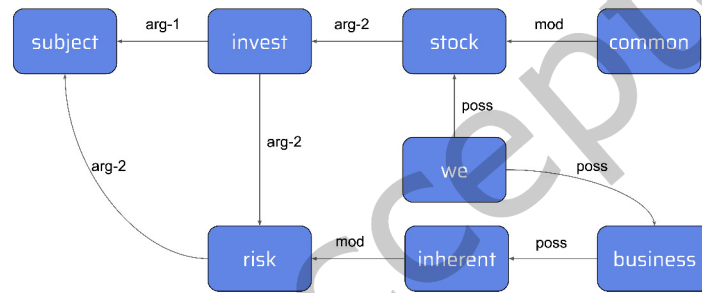 subject arg-1 invest arg-2 stock mod common
poss
arg-2 arg-2 we poss
risk mod inherent poss business